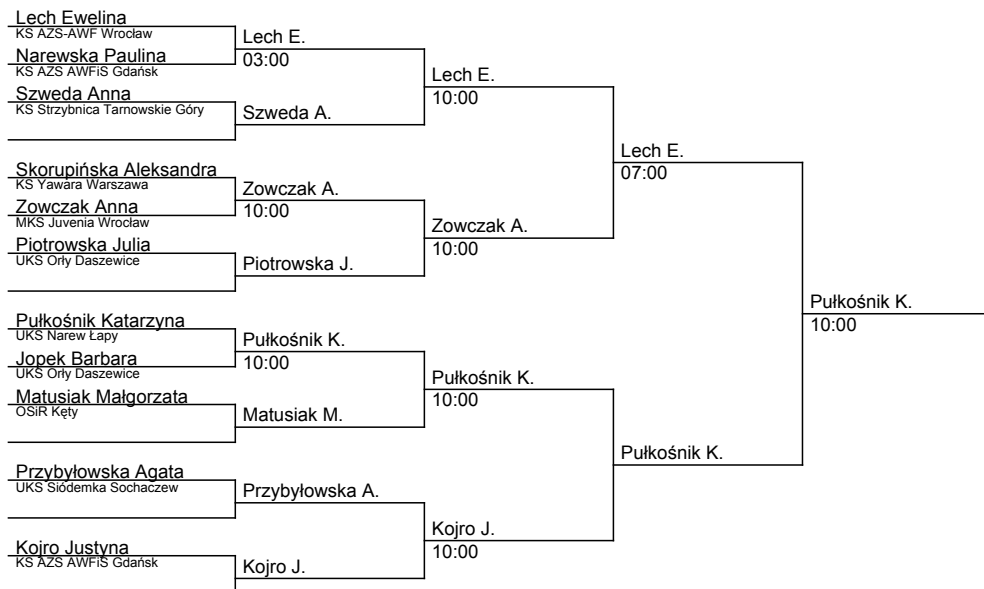 Lech Ewelina
KS AZS-AWF Wrocław
Narewska Paulina
KS AZS AWFiS Gdańsk
Szweda Anna
KS Strzybnica Tarnowskie Góry
Skorupińska Aleksandra
KS Yawara Warszawa
Zowczak Anna
MKS Juvenia Wrocław
Piotrowska Julia
UKS Orły Daszewice
Pułkośnik Katarzyna
UKS Narew Łapy
Jopek Barbara
UKS Orły Daszewice
Matusiak Małgorzata
OSiR Kęty
Przybyłowska Agata
UKS Siódemka Sochaczew
Kojro Justyna
KS AZS AWFiS Gdańsk
Lech E.
03:00
Szweda A.
Zowczak A.
10:00
Piotrowska J.
Pułkośnik K.
10:00
Matusiak M.
Przybyłowska A.
Kojro J.
Lech E.
10:00
Zowczak A.
10:00
Pułkośnik K.
10:00
Kojro J.
10:00
Lech E.
07:00
Pułkośnik K.
Pułkośnik K.
10:00